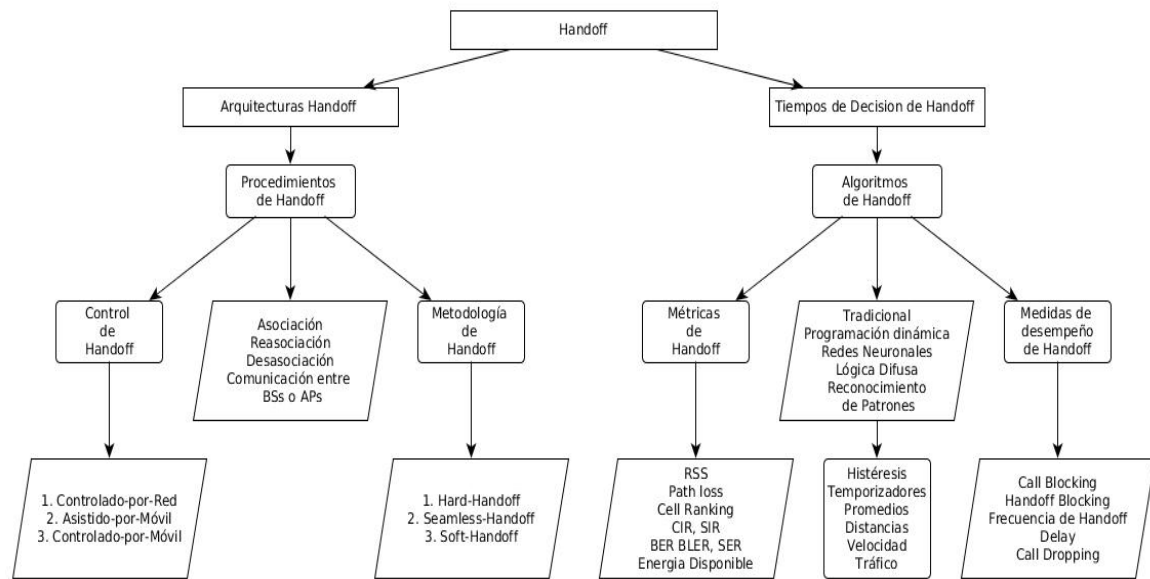 Handoff
Arquitecturas Handoff
Tiempos de Decision de Handoff
Procedimientos
de Handoff
Algoritmos
de Handoff
Control
de
Handoff
Asociación
Reasociación
Desasociación
Comunicación entre
BSs o APs
Metodología
de
Handoff
Métricas
de
Handoff
Tradicional
Programación dinámica
Redes Neuronales
Lógica Difusa
Reconocimiento
de Patrones
Medidas de
desempeño
de Handoff
1. Controlado-por-Red
2. Asistido-por-Móvil
3. Controlado-por-Móvil
1. Hard-Handoff
2. Seamless-Handoff
3. Soft-Handoff
RSS
Path loss
Cell Ranking
CIR, SIR
BER BLER, SER
Energia Disponible
Histéresis
Temporizadores
Promedios
Distancias
Velocidad
Tráfico
Call Blocking
Handoff Blocking
Frecuencia de Handoff
Delay
Call Dropping